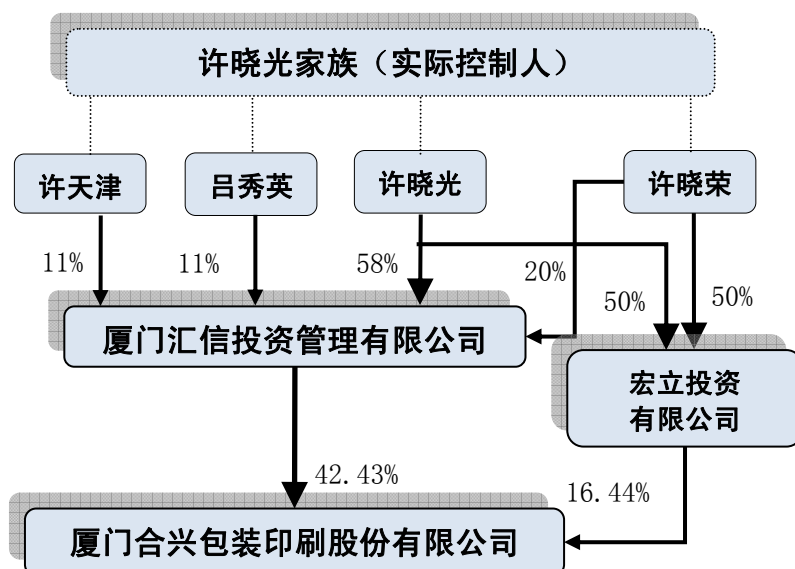 许晓光家族（实际控制人）
许天津
吕秀英
许晓光
许晓荣
11%
11%
58%
20%
50%
50%
厦门汇信投资管理有限公司
宏立投资
有限公司
42.43%
16.44%
厦门合兴包装印刷股份有限公司